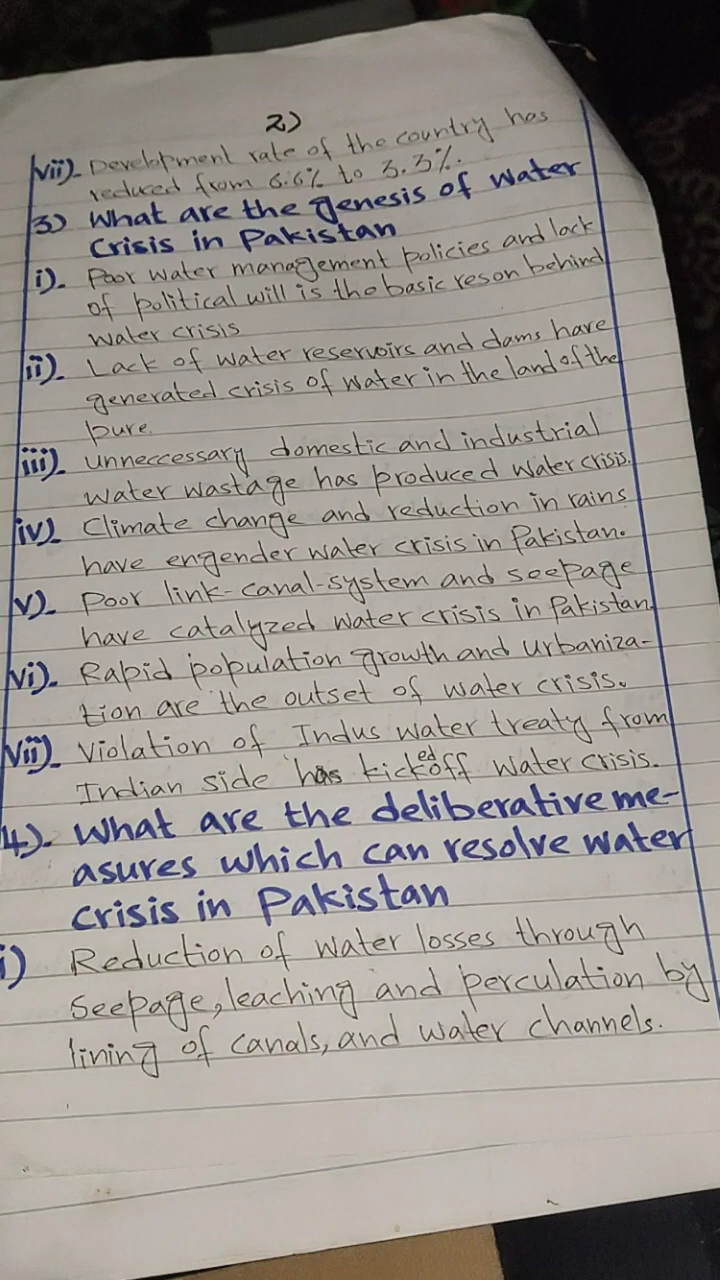 2)
vii). Development rate of the country has
reduced from 6.6% to 3.3%.
3) What are the genesis of water
Crisis in Pakistan
i). Poor water management policies and lack
of political will is the basic reson behind
water crisis
ii). Lack of water reservoirs and dams have
generated crisis of water in the land of the
pure.
iii). unneccessary domestic and industrial
water wastage has produced water crisis.
iv). Climate change and reduction in rains
have engender water crisis in Pakistan.
v). Poor link-canal-system and seepage
have catalyzed water crisis in Pakistan.
vi). Rapid population growth and urbaniza-
tion are the outset of water crisis.
vii). Violation of Indus water treaty from
Indian side has kickedoff water crisis.
4). What are the deliberative me-
asures which can resolve water
crisis in Pakistan
i) Reduction of water losses through
seepage, leaching and perculation by
lining of canals, and water channels.